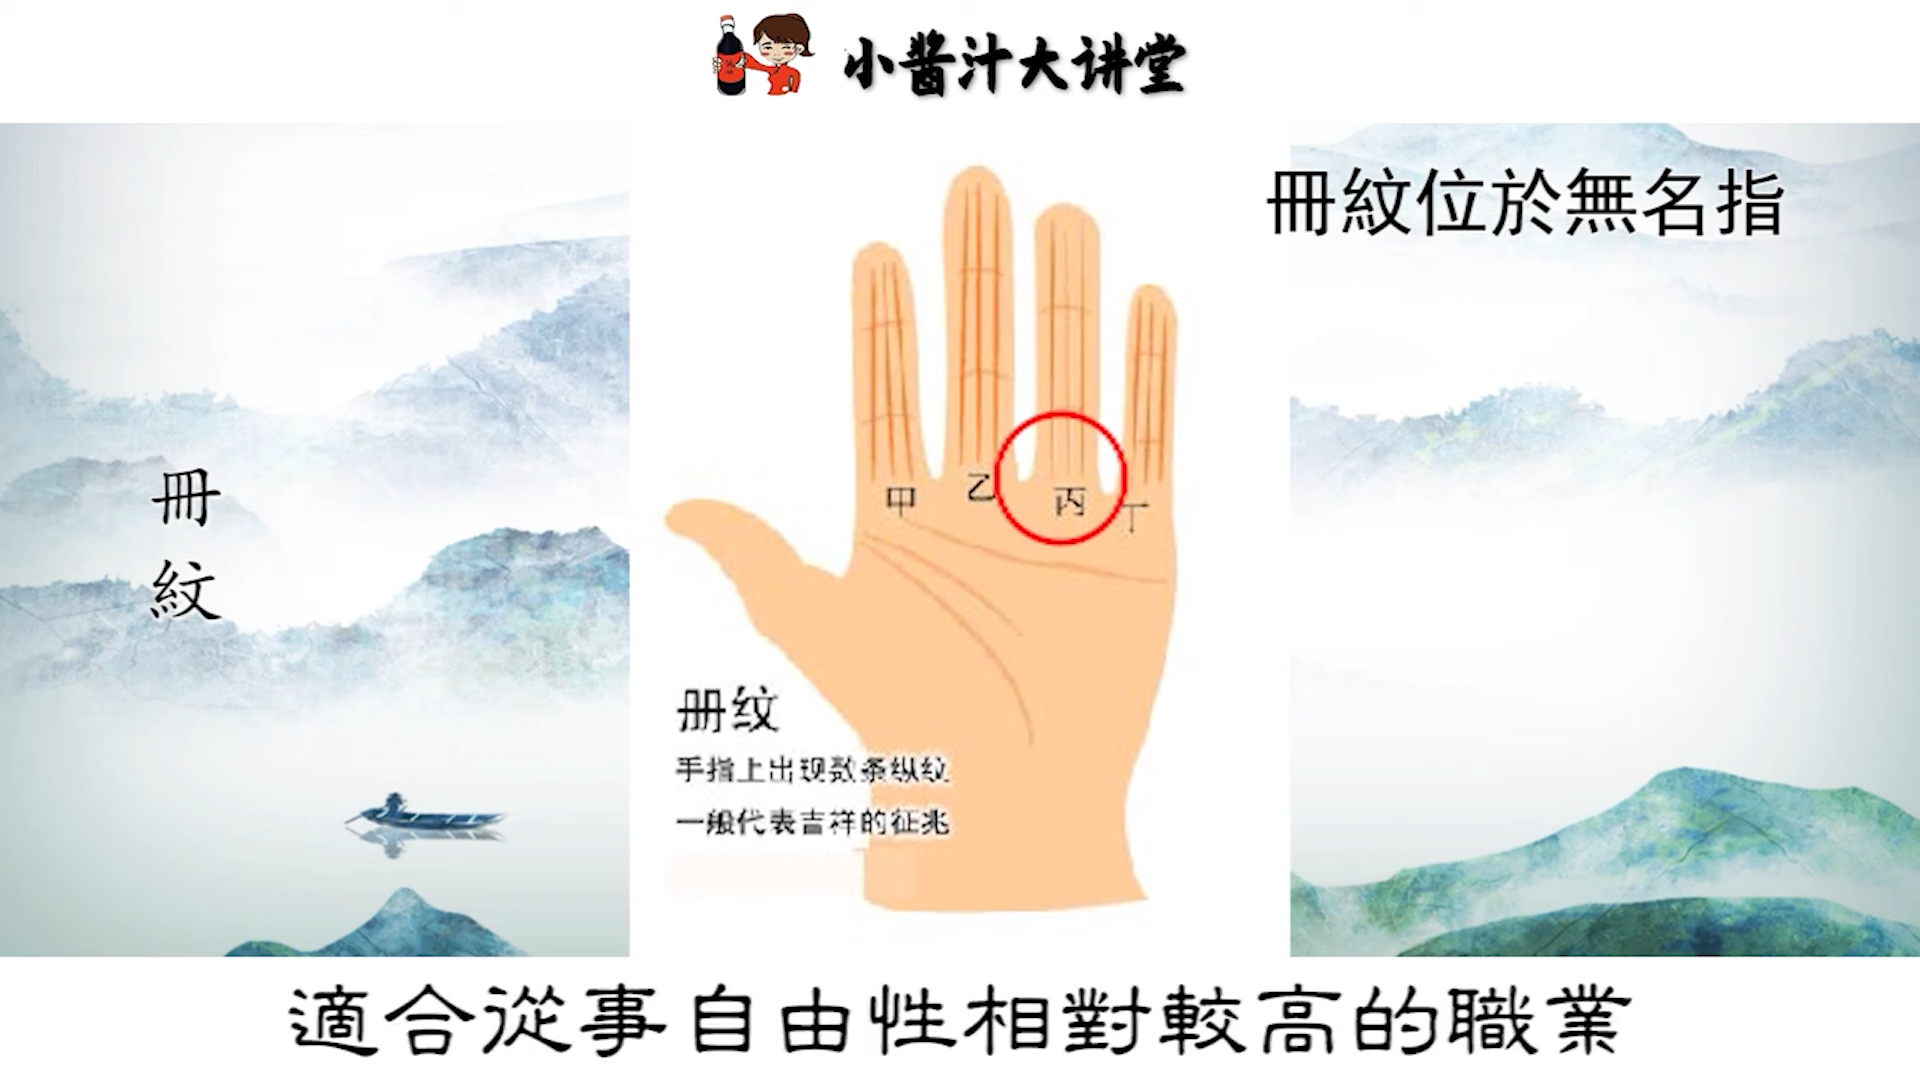 小酱汁大讲堂
冊紋位於無名指
冊紋
甲 乙 丙 丁
册纹
手指上出现数条纵纹
一般代表吉祥的征兆
適合從事自由性相對較高的職業